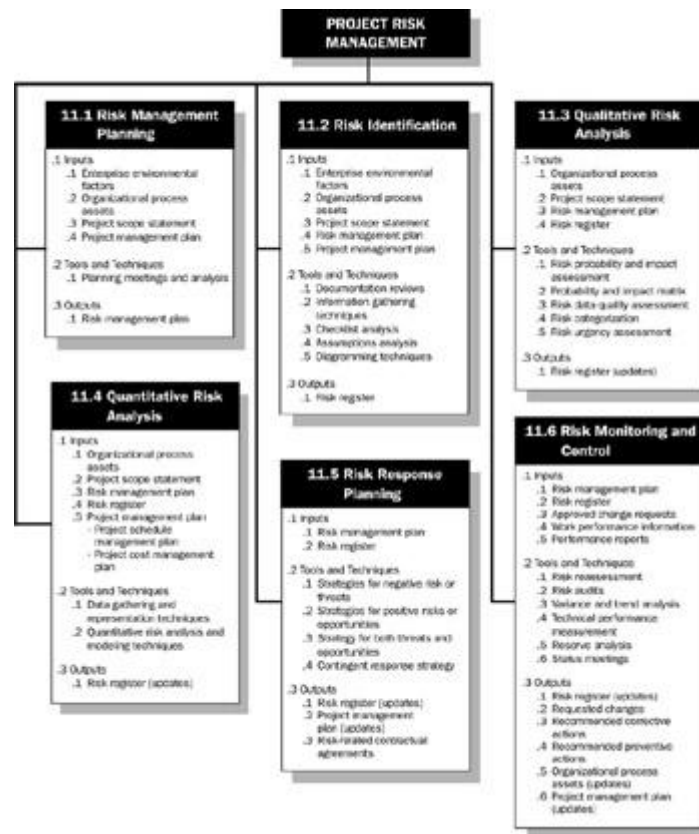 PROJECT RISK
MANAGEMENT
11.1 Risk Management
Planning
.1 Inputs
.1 Enterprise environmental
factors
.2 Organizational process
assets
.3 Project scope statement
.4 Project management plan
.2 Tools and Techniques
.1 Planning meetings and analysis
.3 Outputs
.1 Risk management plan
11.2 Risk Identification
.1 Inputs
.1 Enterprise environmental
factors
.2 Organizational process
assets
.3 Project scope statement
.4 Risk management plan
.5 Project management plan
.2 Tools and Techniques
.1 Documentation reviews
.2 Information gathering
techniques
.3 Checklist analysis
.4 Assumptions analysis
.5 Diagramming techniques
.3 Outputs
.1 Risk register
11.3 Qualitative Risk
Analysis
.1 Inputs
.1 Organizational process
assets
.2 Project scope statement
.3 Risk management plan
.4 Risk register
.2 Tools and Techniques
.1 Risk probability and impact
assessment
.2 Probability and impact matrix
.3 Risk data quality assessment
.4 Risk categorization
.5 Risk urgency assessment
.3 Outputs
.1 Risk register (updates)
11.4 Quantitative Risk
Analysis
.1 Inputs
.1 Organizational process
assets
.2 Project scope statement
.3 Risk management plan
.4 Risk register
.5 Project management plan
- Project schedule
management plan
- Project cost management
plan
.2 Tools and Techniques
.1 Data gathering and
representation techniques
.2 Quantitative risk analysis and
modeling techniques
.3 Outputs
.1 Risk register (updates)
11.5 Risk Response
Planning
.1 Inputs
.1 Risk management plan
.2 Risk register
.2 Tools and Techniques
.1 Strategies for negative risk or
threats
.2 Strategies for positive risks or
opportunities
.3 Strategy for both threats and
opportunities
.4 Contingent response strategy
.3 Outputs
.1 Risk register (updates)
.2 Project management
plan (updates)
.3 Risk-related contractual
agreements
11.6 Risk Monitoring and
Control
.1 Inputs
.1 Risk management plan
.2 Risk register
.3 Approved change requests
.4 Work performance information
.5 Performance reports
.2 Tools and Techniques
.1 Risk reassessment
.2 Risk audits
.3 Variance and trend analysis
.4 Technical performance
measurement
.5 Reserve analysis
.6 Status meetings
.3 Outputs
.1 Risk register (updates)
.2 Requested changes
.3 Recommended corrective
actions
.4 Recommended preventive
actions
.5 Organizational process
assets (updates)
.6 Project management plan
(updates)